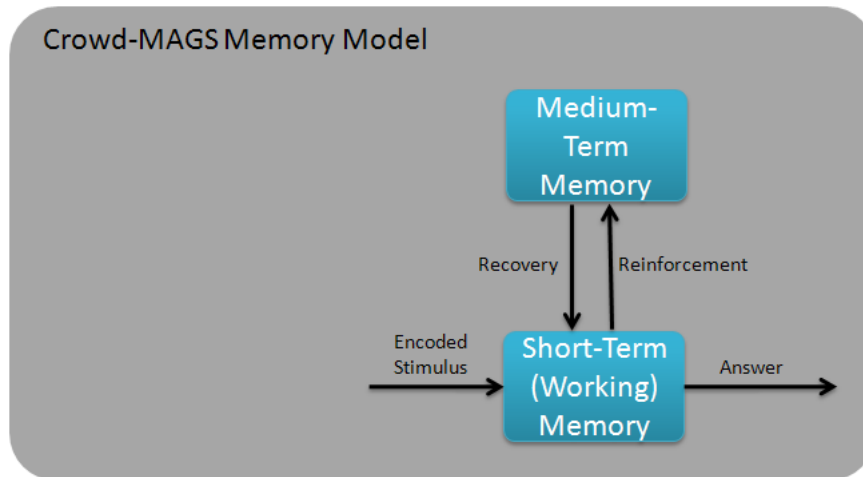 Crowd-MAGS Memory Model
Medium-
Term
Memory
Recovery
Reinforcement
Encoded
Stimulus
Short-Term
(Working)
Memory
Answer